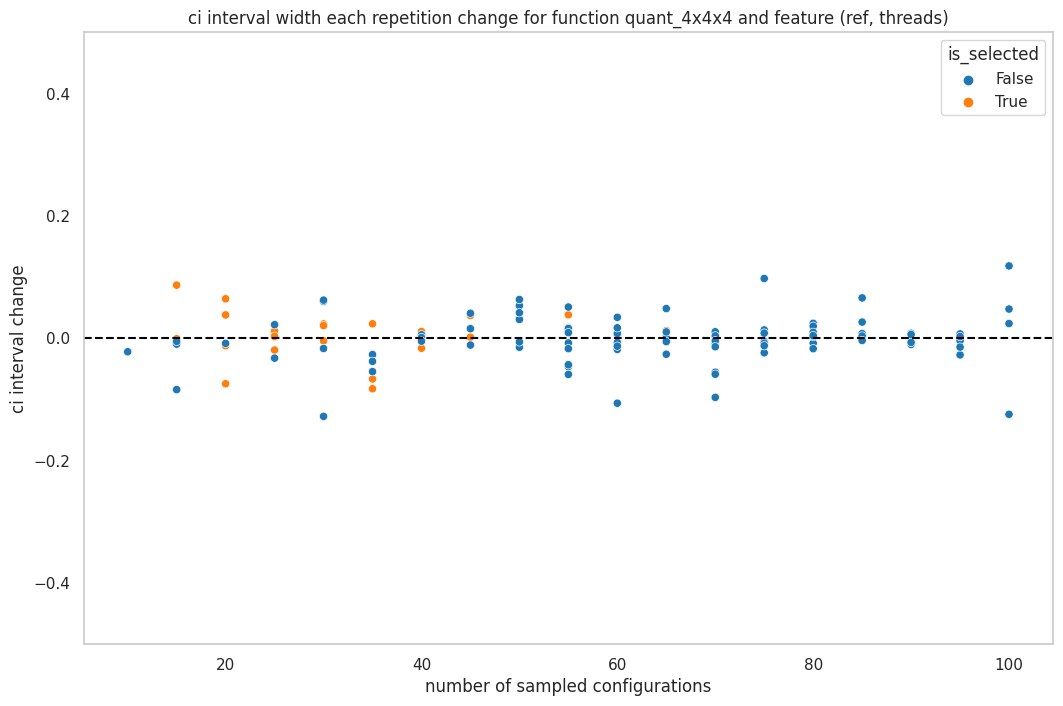 ci interval width each repetition change for function quant_4x4x4 and feature (ref, threads)
is_selected
False
True
ci interval change
0.4
0.2
0.0
−0.2
−0.4
20
40
60
80
100
number of sampled configurations